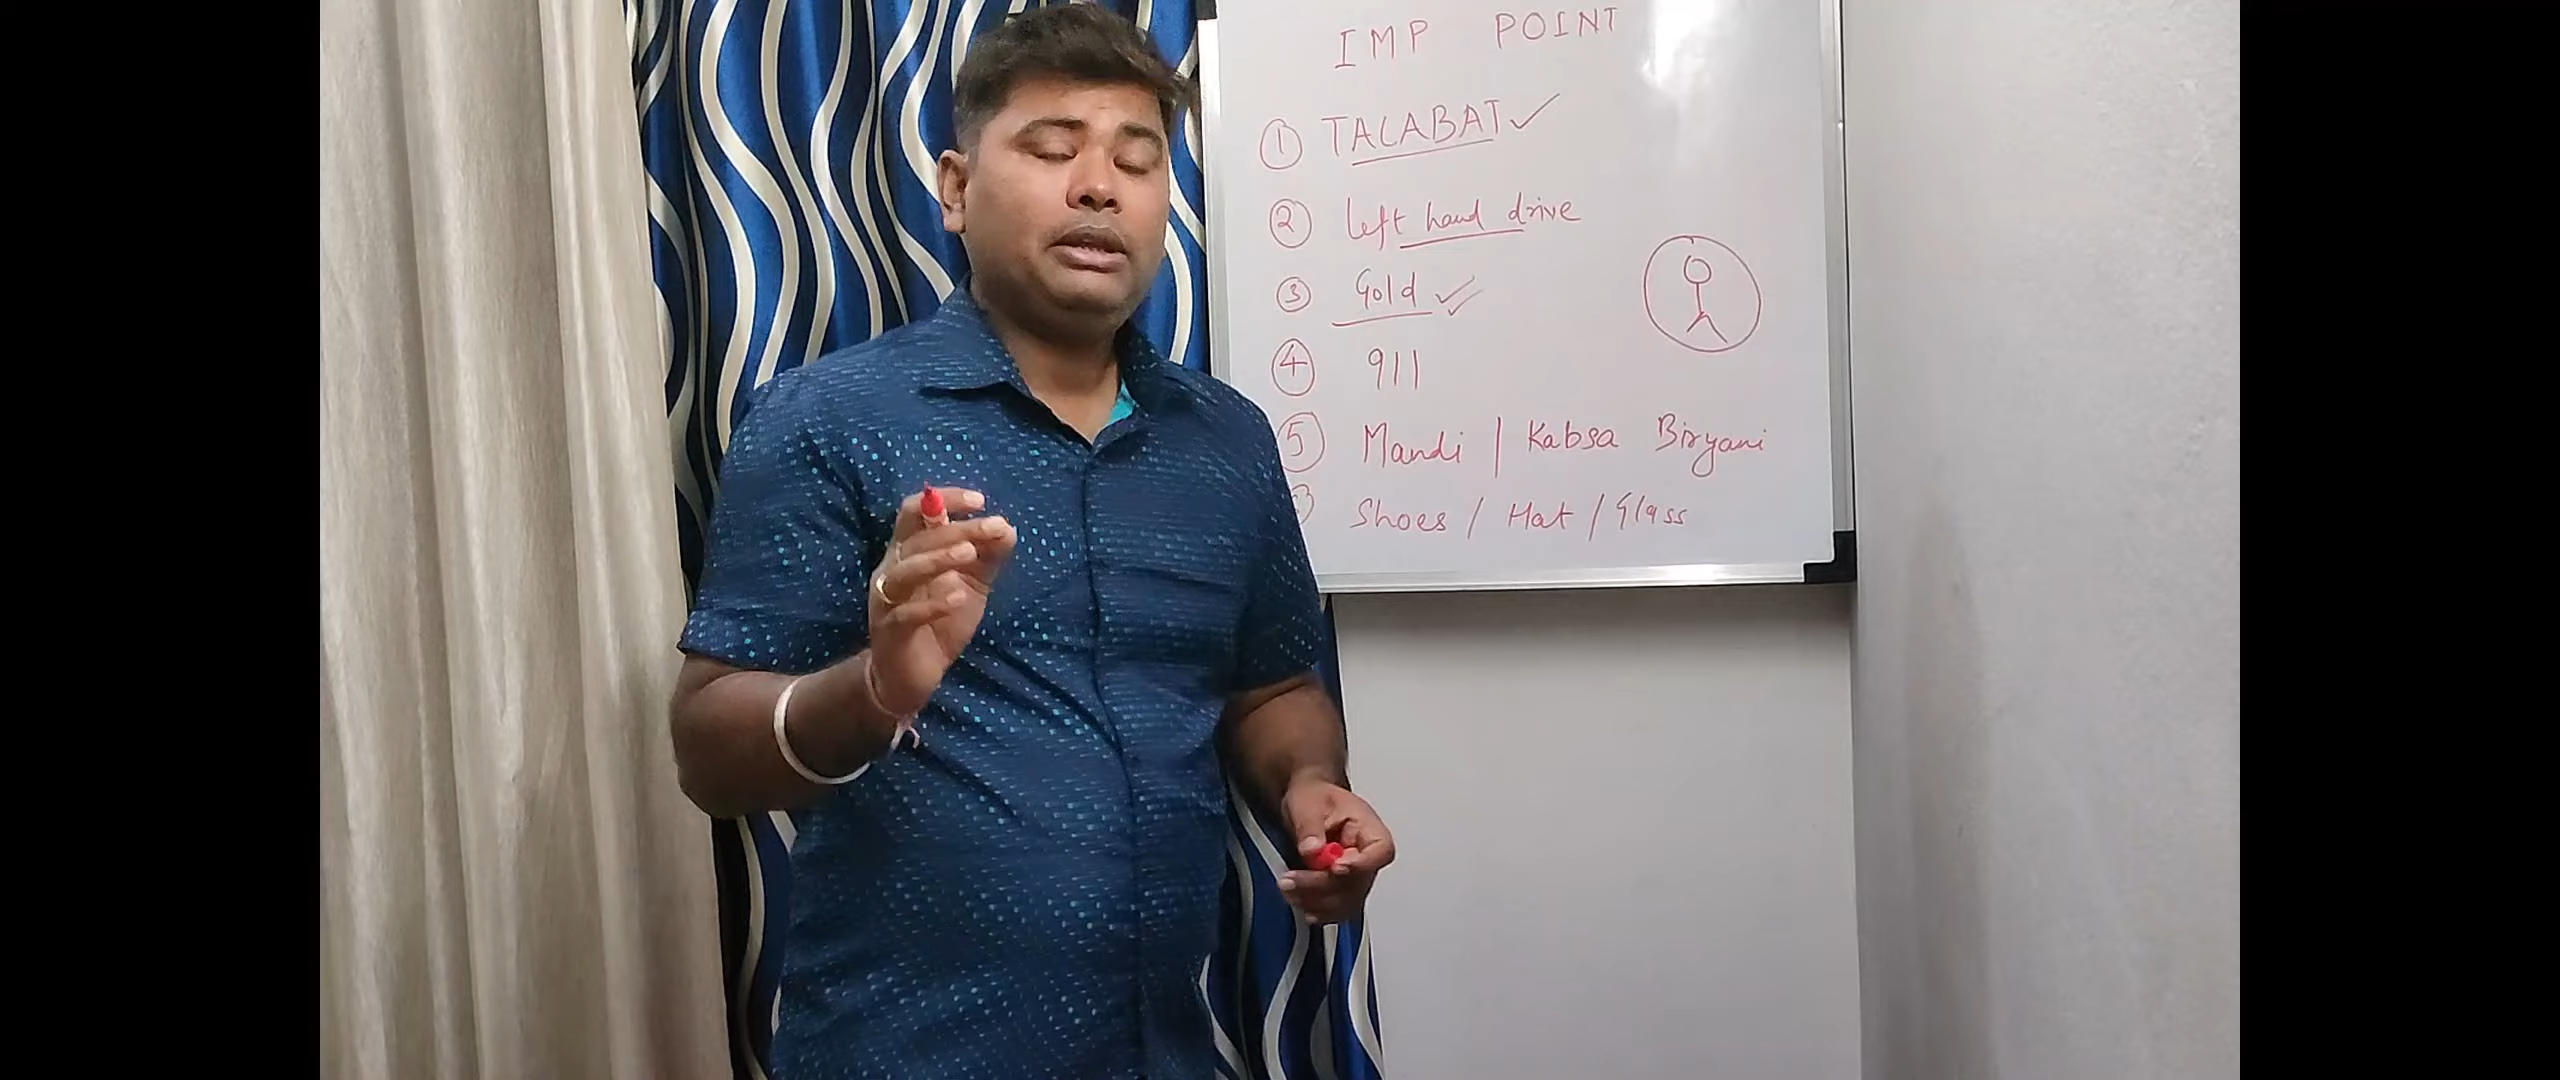 IMP POINT
① TALABAT ✓
② left hand drive
③ Gold ✓
④ 911
⑤ Mandi / Kabsa Biryani
Shoes / Hat / Glass